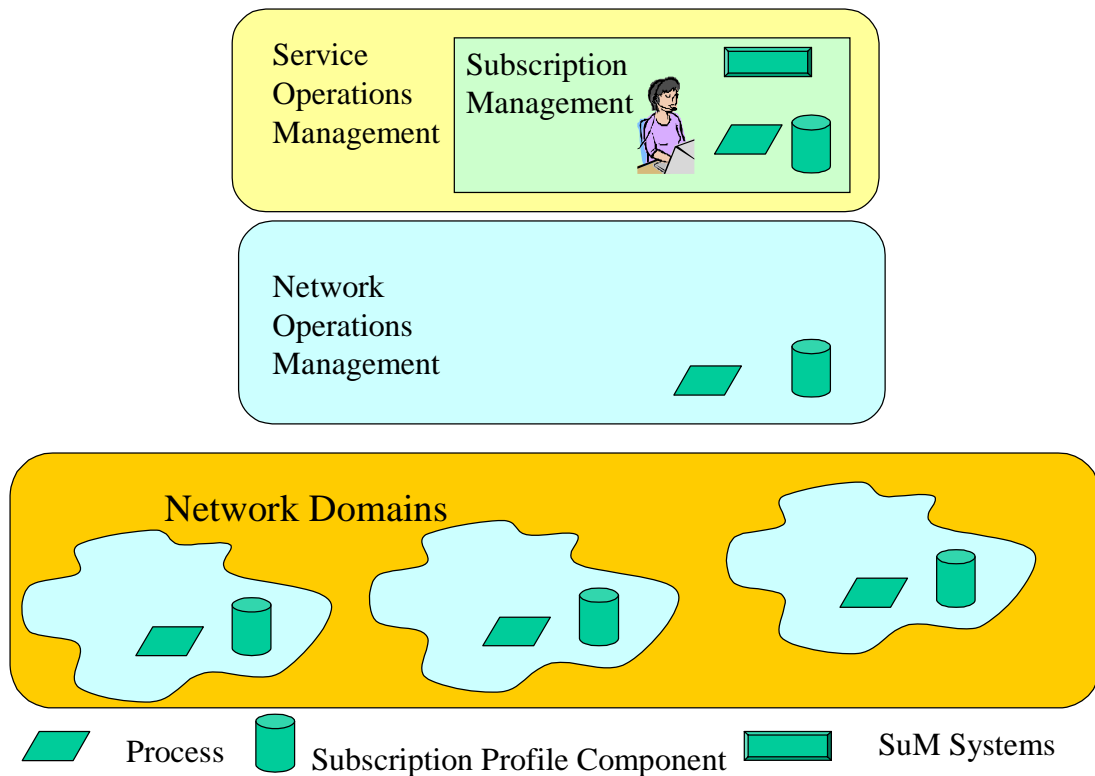 Service
Operations
Management
Subscription
Management
Network
Operations
Management
Network Domains
Process
Subscription Profile Component
SuM Systems